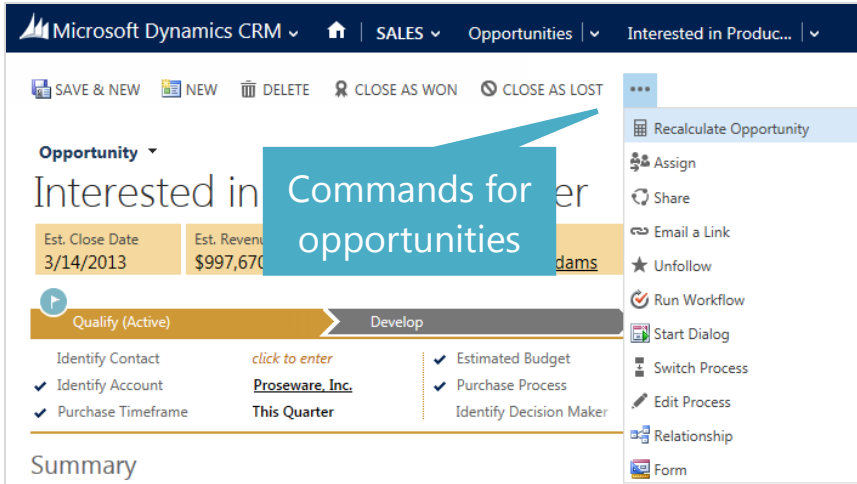 Microsoft Dynamics CRM SALES Opportunities Interested in Produc...
SAVE & NEW NEW DELETE CLOSE AS WON CLOSE AS LOST •••
Recalculate Opportunity
Assign
Share
Email a Link
Unfollow
Run Workflow
Start Dialog
Switch Process
Edit Process
Relationship
Form
Opportunity
Interested in
Commands for
opportunities
Est. Close Date
3/14/2013
Est.
$997,670
Qualify (Active) Develop
Identify Contact click to enter Estimated Budget
Identify Account Proseware, Inc. Purchase Process
Purchase Timeframe This Quarter Identify Decision Maker
Summary